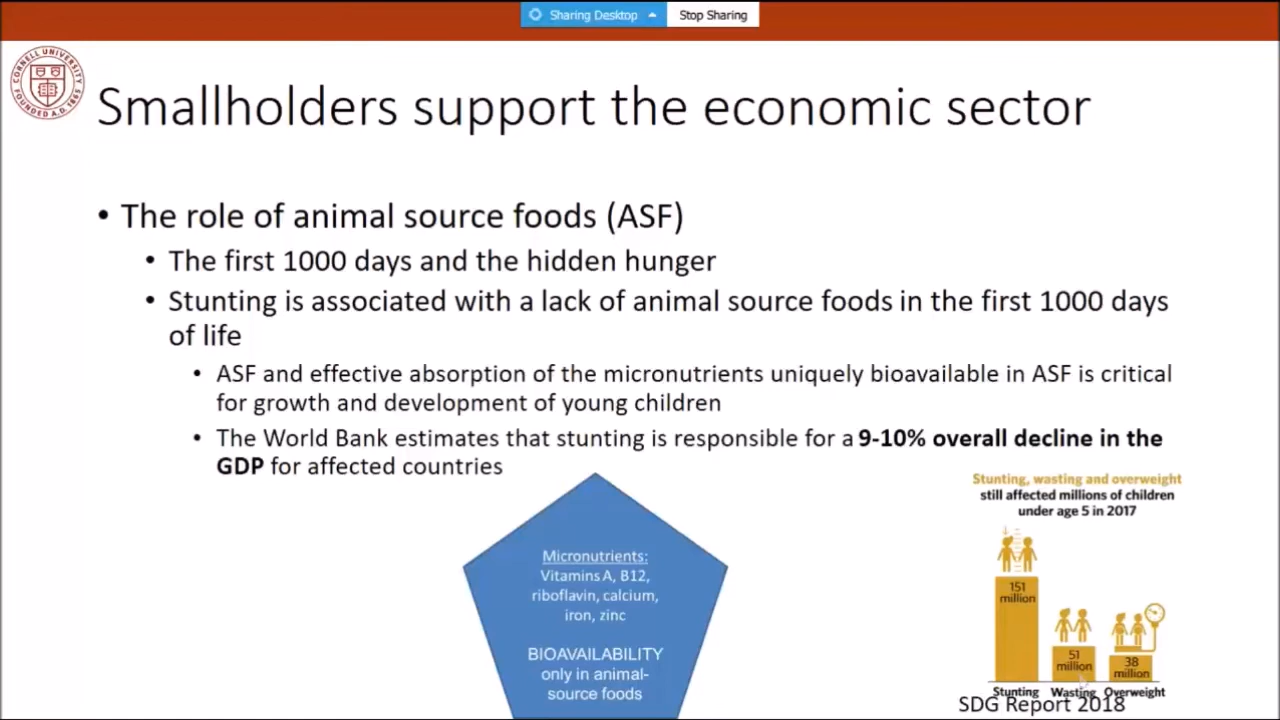 Sharing Desktop
Stop Sharing
CORNELL UNIVERSITY
FOUNDED A.D. 1865
Smallholders support the economic sector
• The role of animal source foods (ASF)
• The first 1000 days and the hidden hunger
• Stunting is associated with a lack of animal source foods in the first 1000 days
of life
• ASF and effective absorption of the micronutrients uniquely bioavailable in ASF is critical
for growth and development of young children
• The World Bank estimates that stunting is responsible for a 9-10% overall decline in the
GDP for affected countries
Micronutrients:
Vitamins A, B12,
riboflavin, calcium,
iron, zinc
BIOAVAILABILITY
only in animal-
source foods
Stunting, wasting and overweight
still affected millions of children
under age 5 in 2017
151
million
51
million
38
million
Stunting Wasting Overweight
SDG Report 2018